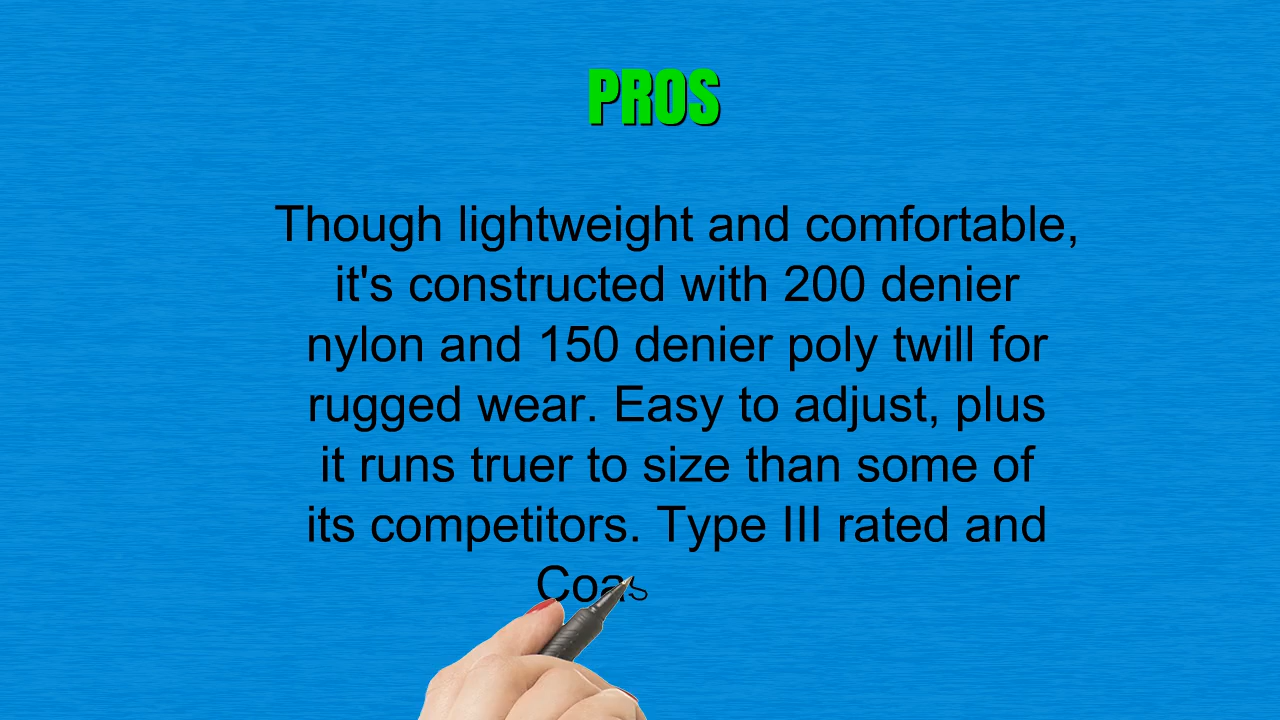 PROS
Though lightweight and comfortable,
it's constructed with 200 denier
nylon and 150 denier poly twill for
rugged wear. Easy to adjust, plus
it runs truer to size than some of
its competitors. Type III rated and
Coas